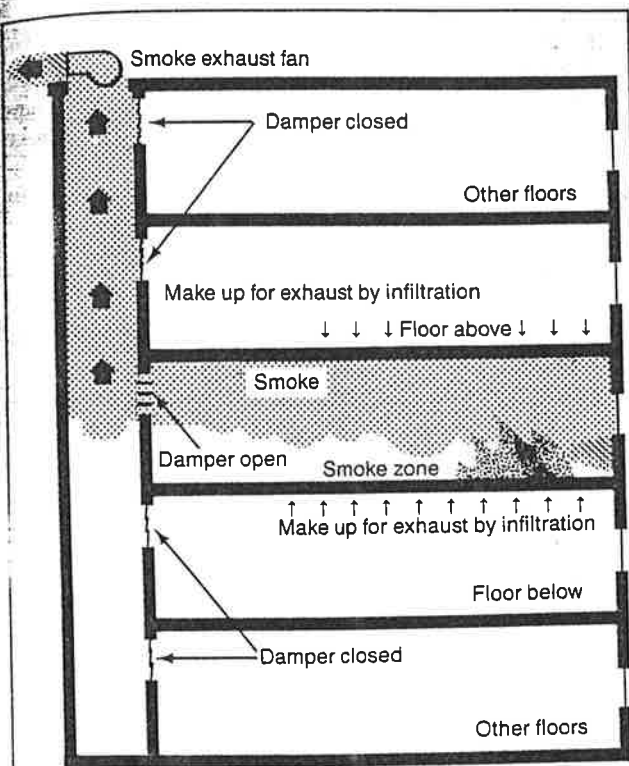 Smoke exhaust fan
Damper closed
Other floors
Make up for exhaust by infiltration
↓ ↓ ↓ Floor above ↓ ↓ ↓
Smoke
Damper open
Smoke zone
↑ ↑ ↑ ↑ ↑ ↑ ↑ ↑ ↑ ↑
Make up for exhaust by infiltration
Floor below
Damper closed
Other floors